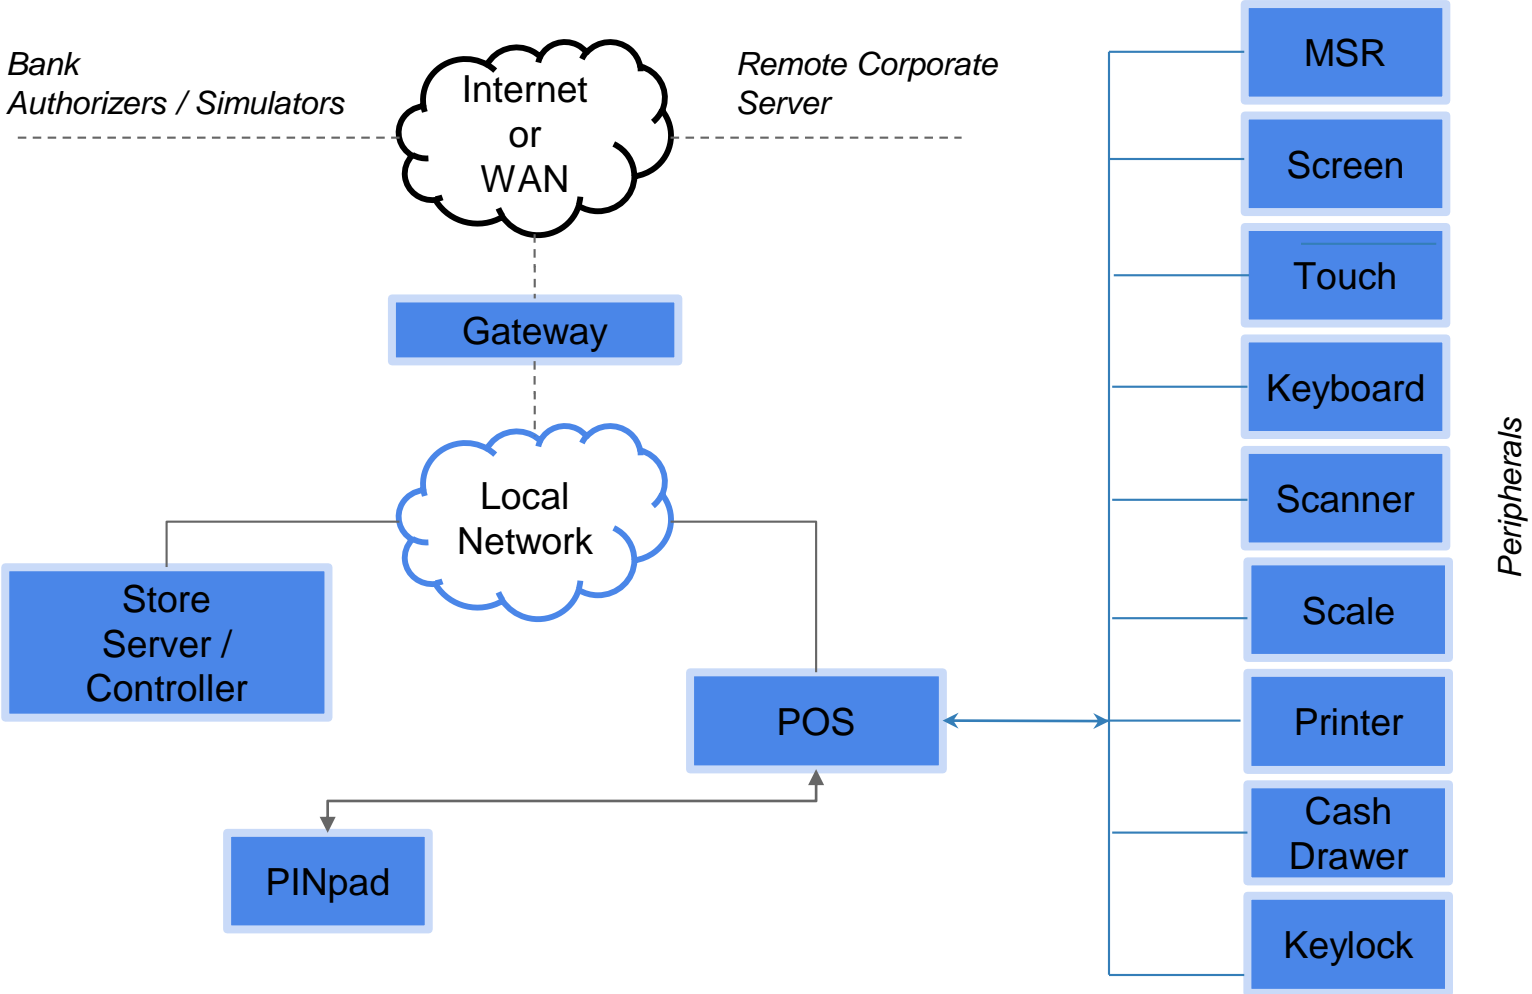 Bank
Authorizers / Simulators
Internet
or
WAN
Remote Corporate
Server
Gateway
Local
Network
Store
Server /
Controller
POS
PINpad
MSR
Screen
Touch
Keyboard
Scanner
Scale
Printer
Cash
Drawer
Keylock
Peripherals